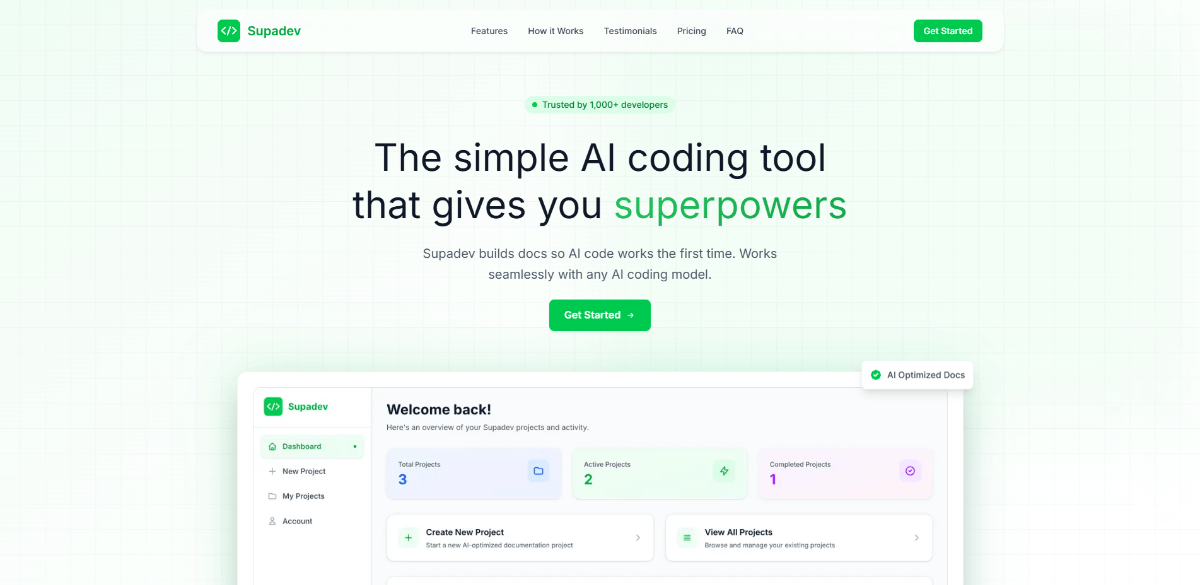 Supadev
Features How it Works Testimonials Pricing FAQ
Get Started
Trusted by 1,000+ developers
The simple AI coding tool
that gives you superpowers
Supadev builds docs so AI code works the first time. Works
seamlessly with any AI coding model.
Get Started →
AI Optimized Docs
Supadev
Dashboard
New Project
My Projects
Account
Welcome back!
Here's an overview of your Supadev projects and activity.
Total Projects
3
Active Projects
2
Completed Projects
1
Create New Project
Start a new AI-optimized documentation project
View All Projects
Browse and manage your existing projects